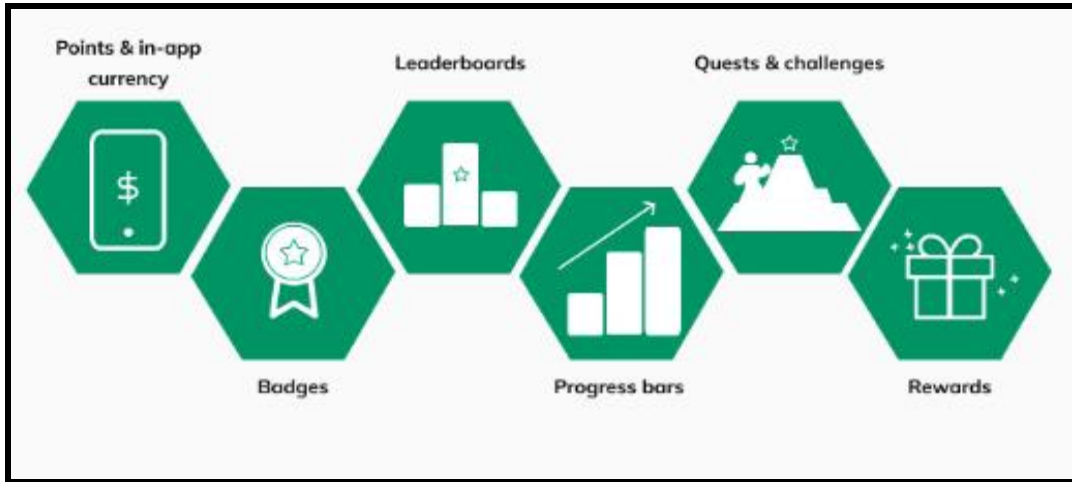 Points & in-app
currency
Leaderboards
Quests & challenges
$
Badges
Progress bars
Rewards